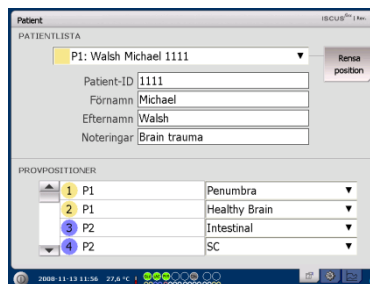 Patient
ISCUS
PATIENTLISTA
P1: Walsh Michael 1111
Rensa
position
Patient-ID 1111
Förnamn Michael
Efternamn Walsh
Noteringar Brain trauma
PROVPOSITIONER
1 P1 Penumbra
2 P1 Healthy Brain
3 P2 Intestinal
4 P2 SC
2008-11-13 11:56 27,6 °C